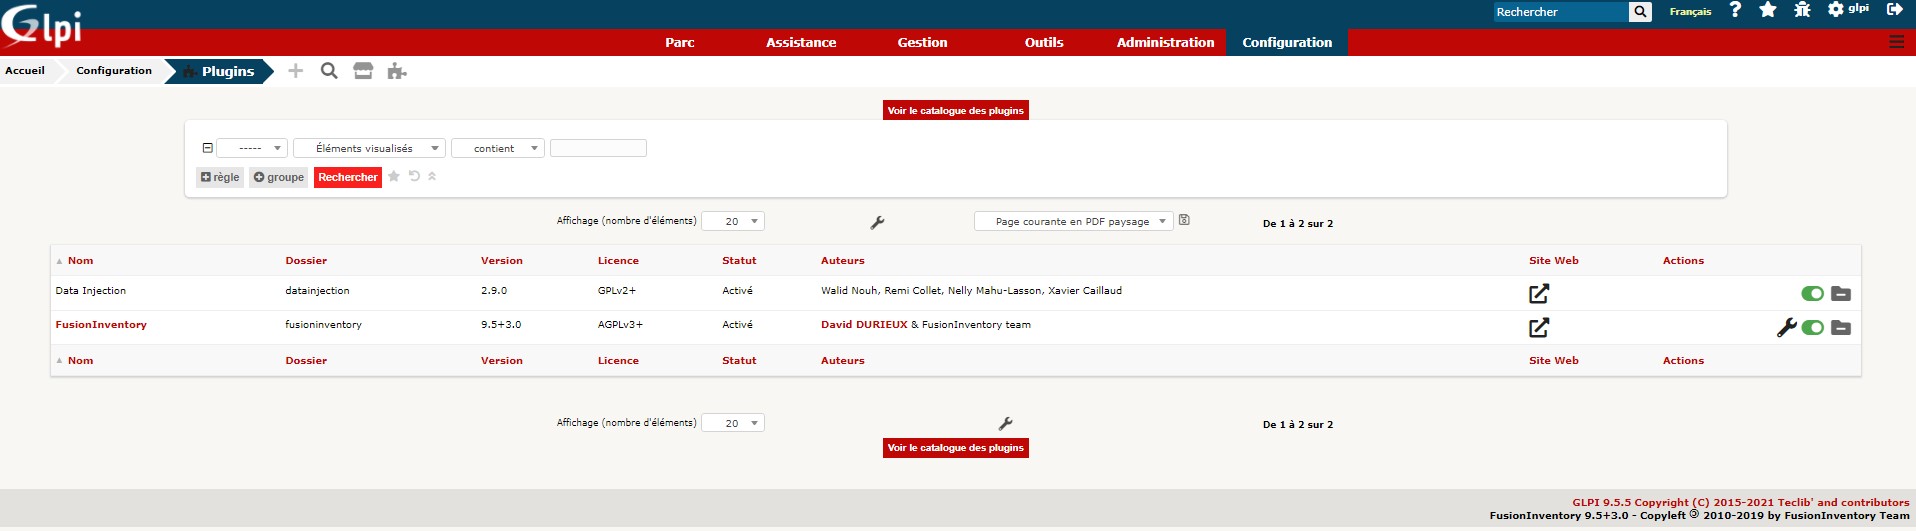 Glpi
Rechercher Français glpi
Parc Assistance Gestion Outils Administration Configuration
Accueil Configuration Plugins
Voir le catalogue des plugins
----- Éléments visualisés contient
règle groupe Rechercher
Affichage (nombre d'éléments) 20 Page courante en PDF paysage De 1 à 2 sur 2
Nom Dossier Version Licence Statut Auteurs Site Web Actions
Data Injection datainjection 2.9.0 GPLv2+ Activé Walid Nouh, Remi Collet, Nelly Mahu-Lasson, Xavier Caillaud
FusionInventory fusioninventory 9.5+3.0 AGPLv3+ Activé David DURIEUX & FusionInventory team
Nom Dossier Version Licence Statut Auteurs Site Web Actions
Affichage (nombre d'éléments) 20 De 1 à 2 sur 2
Voir le catalogue des plugins
GLPI 9.5.5 Copyright (C) 2015-2021 Teclib' and contributors
FusionInventory 9.5+3.0 - Copyleft 🄯 2010-2019 by FusionInventory Team